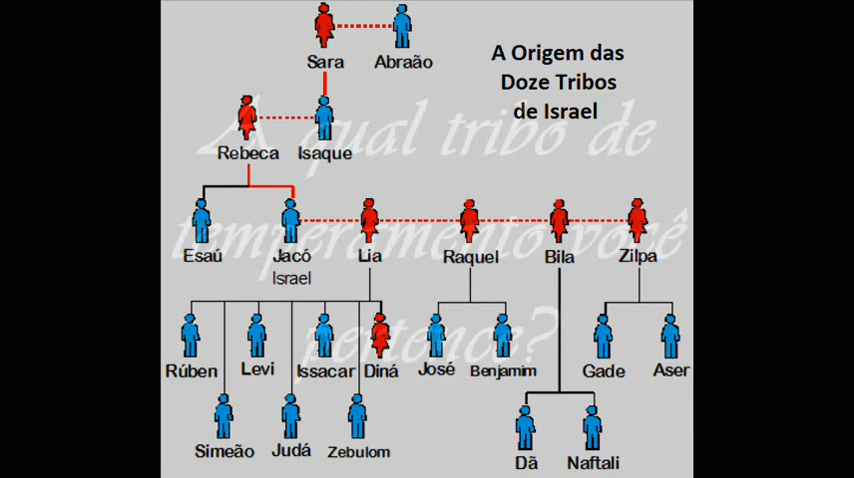 A Origem das
Doze Tribos
de Israel
Sara
Abraão
Rebeca
Isaque
A qual tribo de
temperamento você
pertence?
Esaú
Jacó
Israel
Lia
Raquel
Bila
Zilpa
Rúben
Levi
Issacar
Diná
José
Benjamim
Gade
Aser
Simeão
Judá
Zebulom
Dã
Naftali